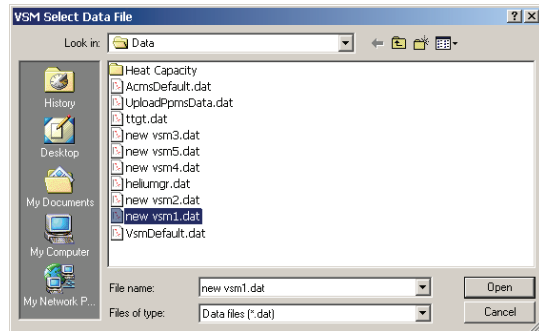 VSM Select Data File
Look in: Data
History
Desktop
My Documents
My Computer
My Network P...
Heat Capacity
AcmsDefault.dat
UploadPpmsData.dat
ttgt.dat
new vsm3.dat
new vsm5.dat
new vsm4.dat
heliumgr.dat
new vsm2.dat
new vsm1.dat
VsmDefault.dat
File name: new vsm1.dat Open
Files of type: Data files (*.dat) Cancel